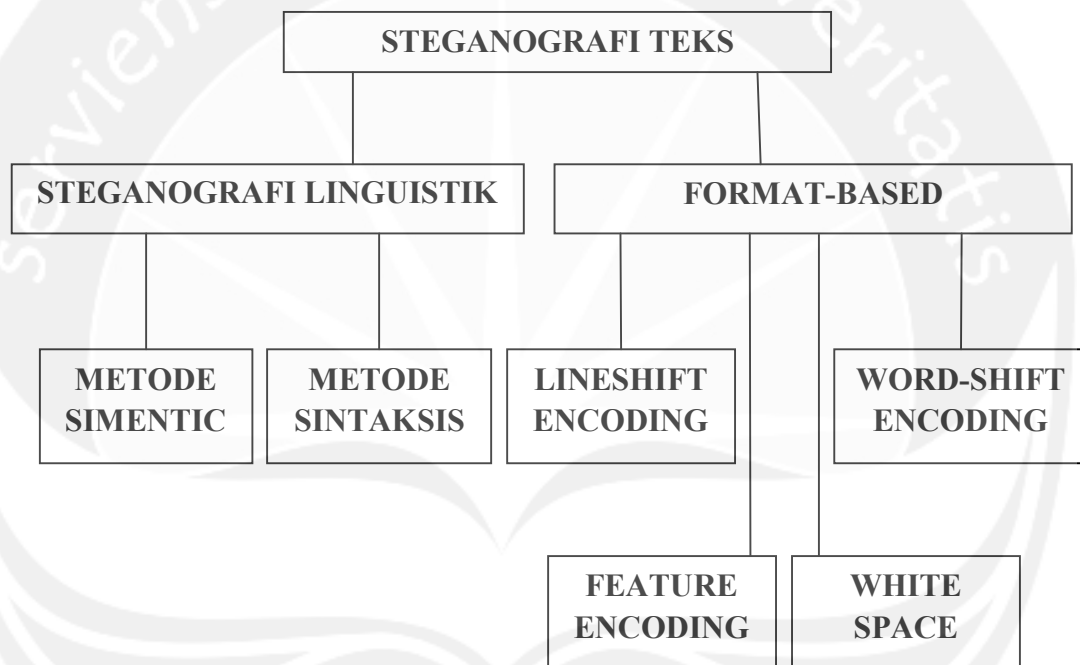 STEGANOGRAFI TEKS
STEGANOGRAFI LINGUISTIK
FORMAT-BASED
METODE
SIMENTIC
METODE
SINTAKSIS
LINESHIFT
ENCODING
WORD-SHIFT
ENCODING
FEATURE
ENCODING
WHITE
SPACE